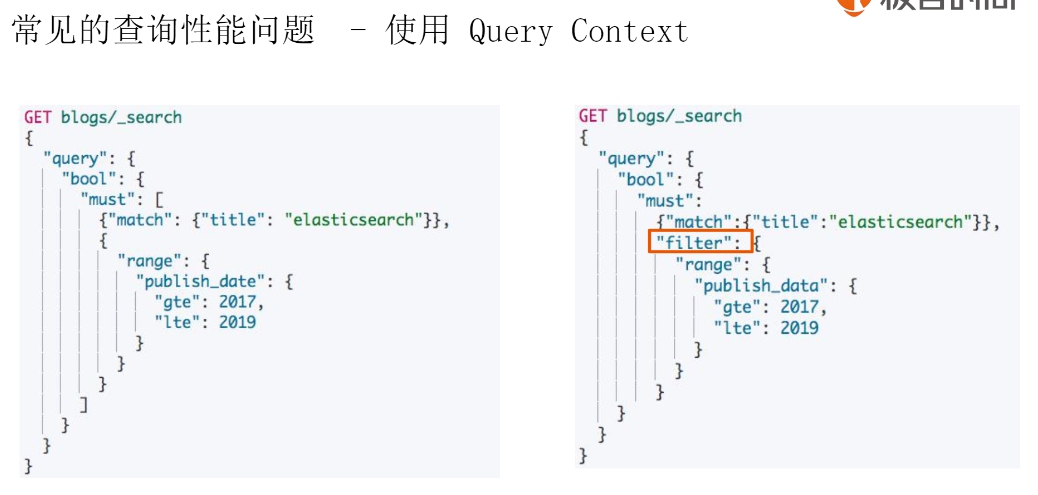 常见的查询性能问题 - 使用 Query Context
GET blogs/_search
{
"query": {
"bool": {
"must": [
{"match": {"title": "elasticsearch"}},
{
"range": {
"publish_date": {
"gte": 2017,
"lte": 2019
}
}
}
]
}
}
}
GET blogs/_search
{
"query": {
"bool": {
"must":
{"match":{"title":"elasticsearch"}},
"filter": {
"range": {
"publish_data": {
"gte": 2017,
"lte": 2019
}
}
}
}
}
}